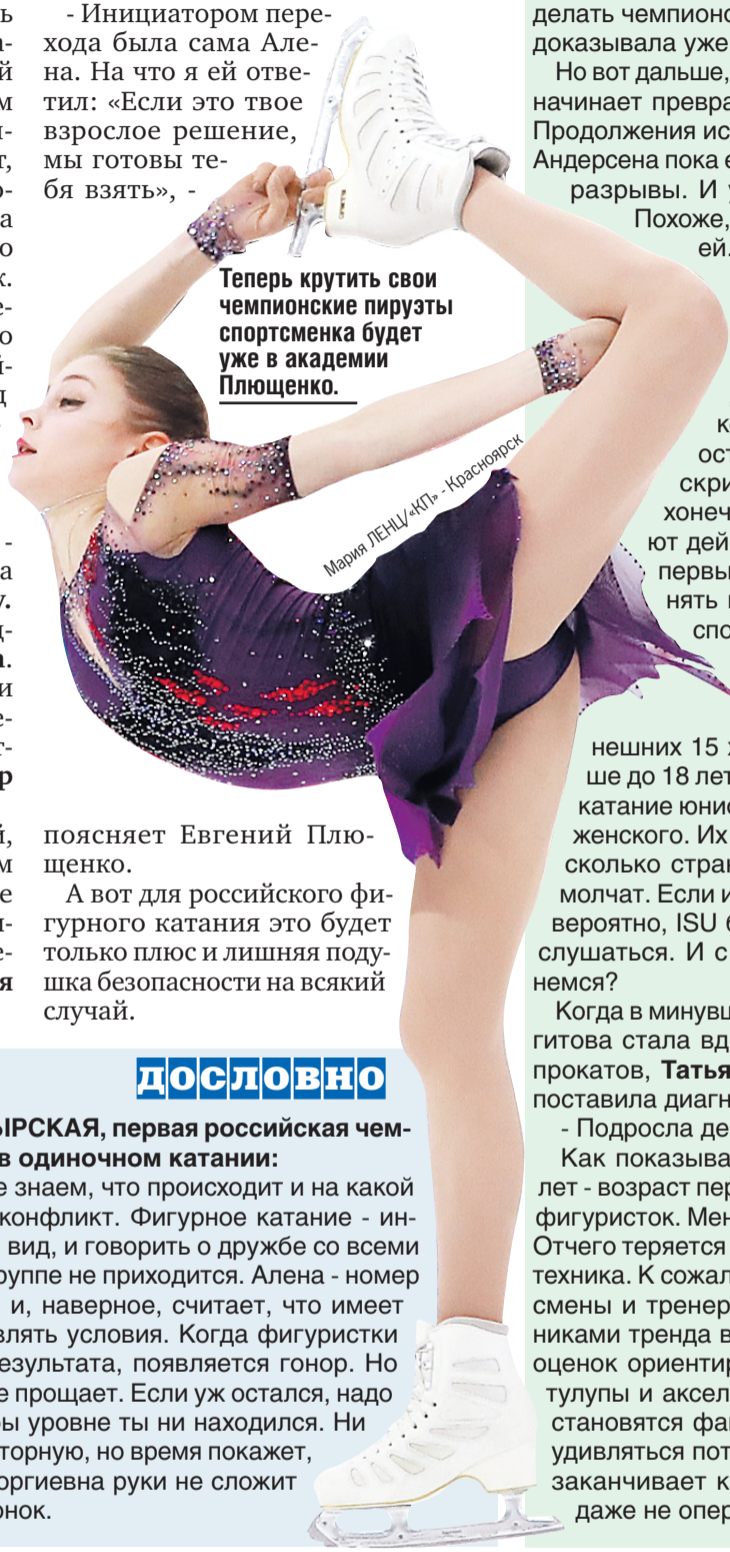 ь
а-
й
м
и-
т,
о-
а
о
к.
е-
о
й-
д
-
а
у.
д-
а.
и
е-
т-
р
й,
м
е
и-
е-
я
- Инициатором пере-
хода была сама Але-
на. На что я ей отве-
тил: «Если это твое
взрослое решение,
мы готовы те-
бя взять», -
поясняет Евгений Плю-
щенко.
А вот для российского фи-
гурного катания это будет
только плюс и лишняя поду-
шка безопасности на всякий
случай.
Теперь крутить свои
чемпионские пируэты
спортсменка будет
уже в академии
Плющенко.
Мария ЛЕНЦ/«КП» - Красноярск
ДОСЛОВНО
ЫРСКАЯ, первая российская чем-
в одиночном катании:
е знаем, что происходит и на какой
конфликт. Фигурное катание - ин-
вид, и говорить о дружбе со всеми
руппе не приходится. Алена - номер
и, наверное, считает, что имеет
влять условия. Когда фигуристки
езультата, появляется гонор. Но
е прощает. Если уж остался, надо
ы уровне ты ни находился. Ни
торную, но время покажет,
оргиевна руки не сложит
онок.
делать чемпионо
доказывала уже
Но вот дальше,
начинает превра
Продолжения ис
Андерсена пока е
разрывы. И у
Похоже,
ей.
ко
ост
скри
хонеч
ют дей
первы
нять
спо
нешних 15
ше до 18 лет
катание юнис
женского. Их
сколько стран
молчат. Если и
вероятно, ISU б
слушаться. И с
немся?
Когда в минувш
гитова стала вд
прокатов, Татья
поставила диагн
- Подросла де
Как показыва
лет - возраст пер
фигуристок. Мен
Отчего теряется
техника. К сожал
смены и тренер
никами тренда в
оценок ориентир
тулупы и аксел
становятся фан
удивляться пот
заканчивает к
даже не опер